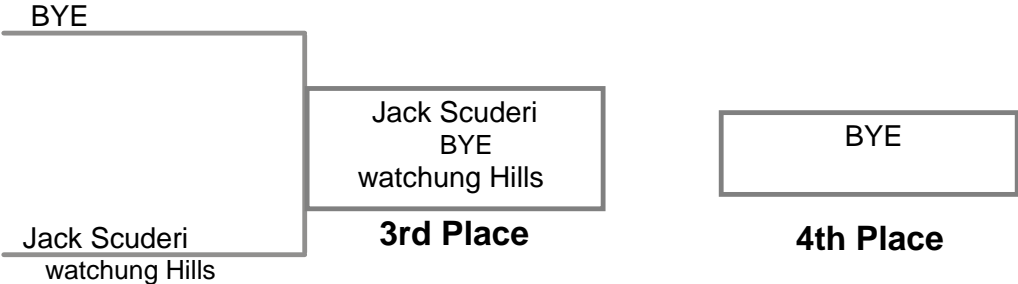 BYE
Jack Scuderi
watchung Hills
Jack Scuderi
BYE
watchung Hills
3rd Place
BYE
4th Place